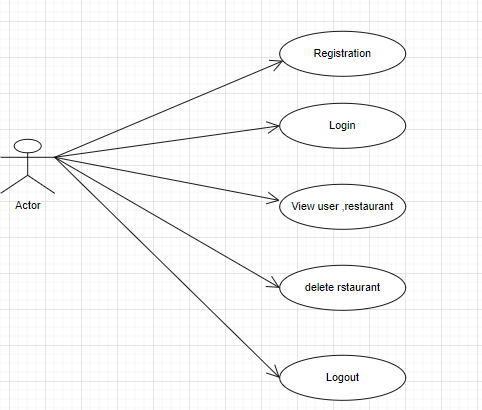 Registration
Login
View user ,restaurant
Actor
delete rstaurant
Logout